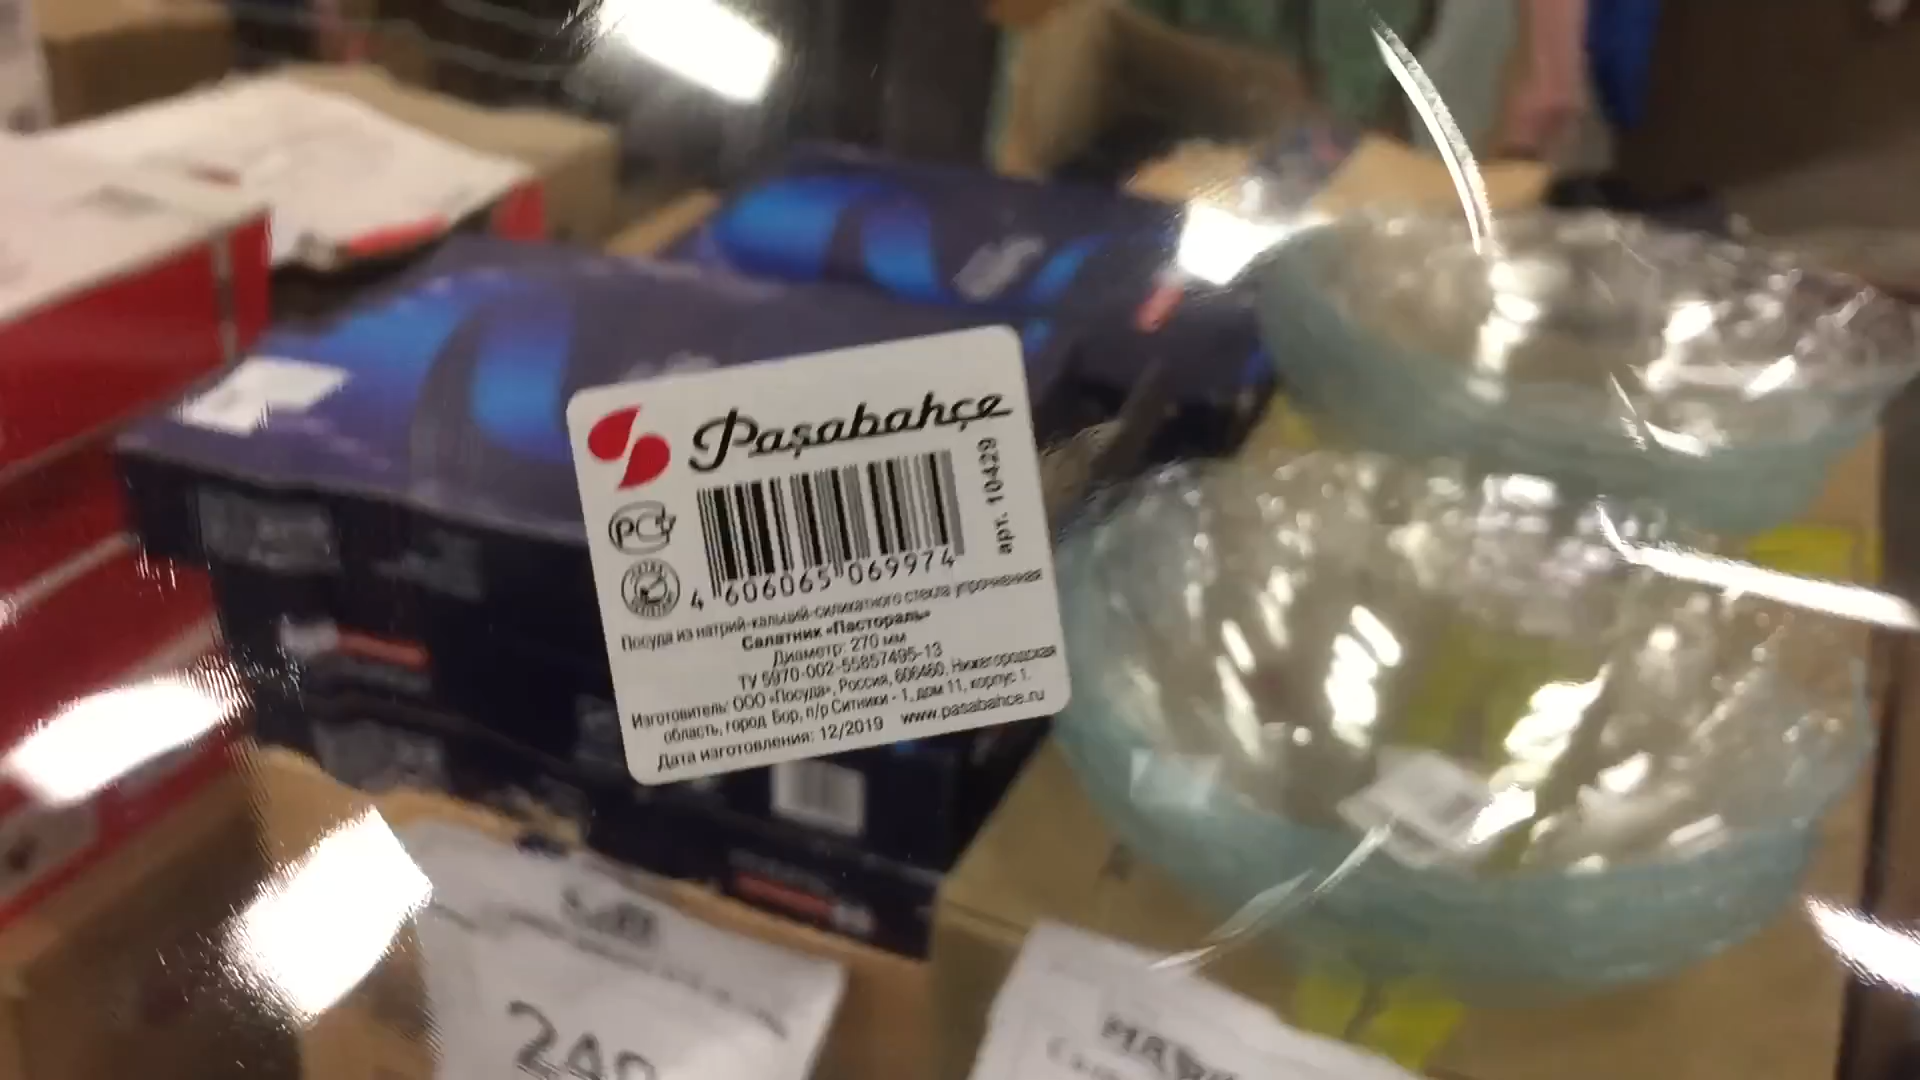 Paşabahçe
арт. 10429
РСТ
4 606065 069974
Посуда из натрий-кальций-силикатного стекла упроченная
Салатник «Пастораль»
Диаметр: 270 мм
ТУ 5970-002-55857495-13
Изготовитель: ООО «Посуда», Россия, 606460, Нижегородская
область, город Бор, п/р Ситники - 1, дом 11, корпус 1.
Дата изготовления: 12/2019 www.pasabahce.ru